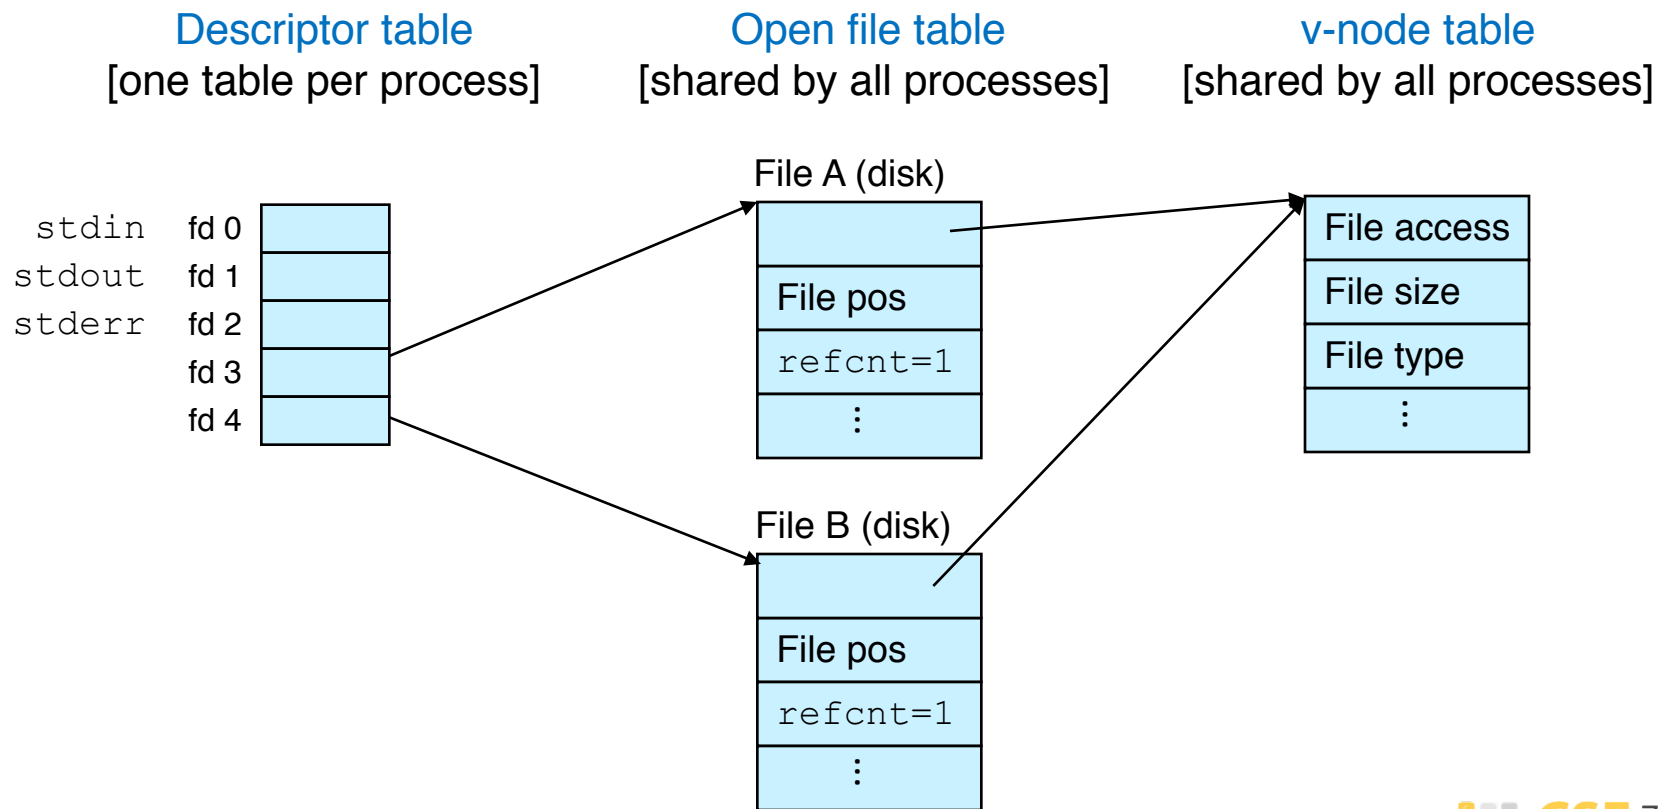 Descriptor table
[one table per process]
Open file table
[shared by all processes]
v-node table
[shared by all processes]
File A (disk)
stdin fd 0
stdout fd 1
stderr fd 2
fd 3
fd 4
File pos
refcnt=1
⋮
File access
File size
File type
⋮
File B (disk)
File pos
refcnt=1
⋮